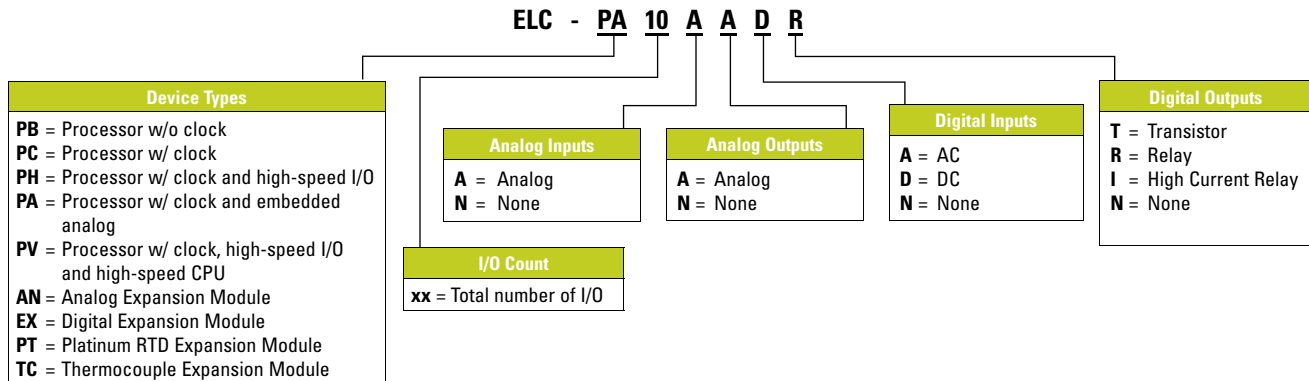 ELC - PA 10 A A D R
Device Types
PB = Processor w/o clock
PC = Processor w/ clock
PH = Processor w/ clock and high-speed I/O
PA = Processor w/ clock and embedded
analog
PV = Processor w/ clock, high-speed I/O
and high-speed CPU
AN = Analog Expansion Module
EX = Digital Expansion Module
PT = Platinum RTD Expansion Module
TC = Thermocouple Expansion Module
I/O Count
xx = Total number of I/O
Analog Inputs
A = Analog
N = None
Analog Outputs
A = Analog
N = None
Digital Inputs
A = AC
D = DC
N = None
Digital Outputs
T = Transistor
R = Relay
I = High Current Relay
N = None